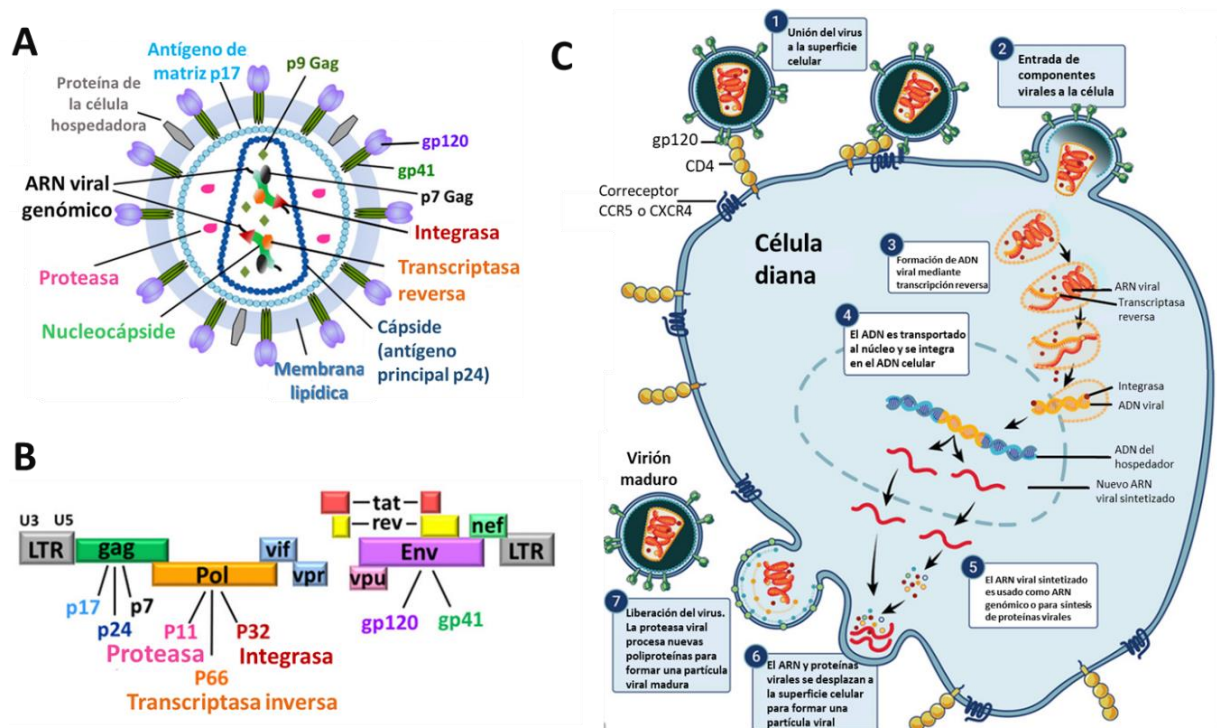 A
Antígeno de
matriz p17
p9 Gag
Proteína de
la célula
hospedadora
gp120
gp41
ARN viral
genómico
p7 Gag
Integrasa
Proteasa
Transcriptasa
reversa
Nucleocápside
Cápside
(antígeno
principal p24)
Membrana
lipídica
B
U3 U5
LTR
gag
Pol
vif
vpr
tat
rev
nef
Env
vpu
LTR
p17
p24
p7
P11
Proteasa
P66
Transcriptasa inversa
P32
Integrasa
gp120
gp41
C
1
Unión del virus
a la superficie
celular
2
Entrada de
componentes
virales a la célula
gp120
CD4
Correceptor
CCR5 o CXCR4
Célula
diana
3
Formación de ADN
viral mediante
transcripción reversa
ARN viral
Transcriptasa
reversa
4
El ADN es transportado
al núcleo y se integra
en el ADN celular
Integrasa
ADN viral
ADN del
hospedador
Nuevo ARN
viral sintetizado
5
El ARN viral sintetizado
es usado como ARN
genómico o para síntesis
de proteínas virales
6
El ARN y proteínas
virales se desplazan a
la superficie celular
para formar una
partícula viral
Virión
maduro
7
Liberación del virus.
La proteasa viral
procesa nuevas
poliproteínas para
formar una partícula
viral madura